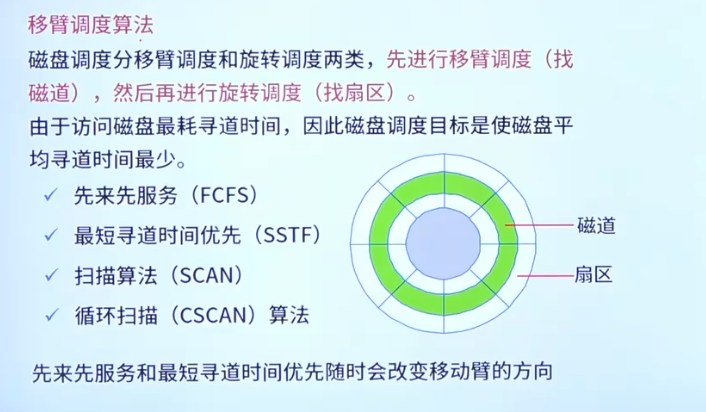 移臂调度算法
磁盘调度分移臂调度和旋转调度两类，先进行移臂调度（找
磁道），然后再进行旋转调度（找扇区）。
由于访问磁盘最耗寻道时间，因此磁盘调度目标是使磁盘平
均寻道时间最少。
✓ 先来先服务（FCFS）
✓ 最短寻道时间优先（SSTF）
✓ 扫描算法（SCAN）
✓ 循环扫描（CSCAN）算法
磁道
扇区
先来先服务和最短寻道时间优先随时会改变移动臂的方向